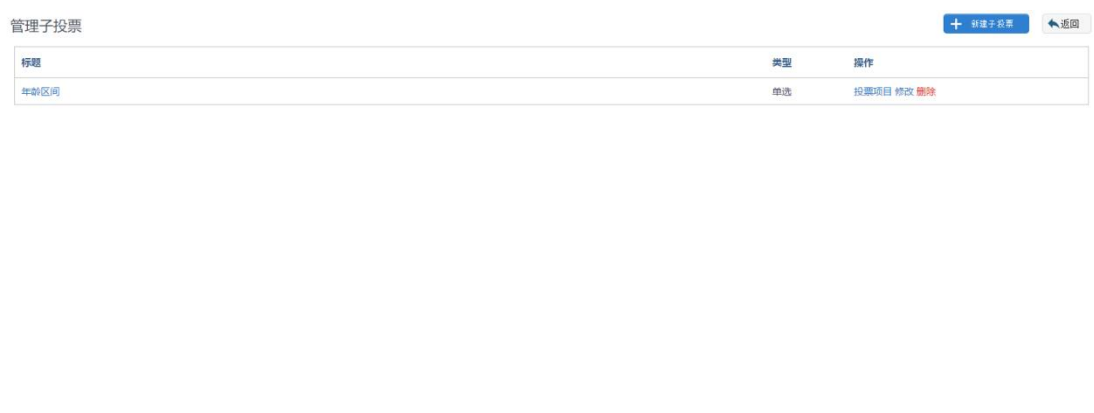 管理子投票 新建子投票 返回
标题 类型 操作
年龄区间 单选 投票项目 修改 删除